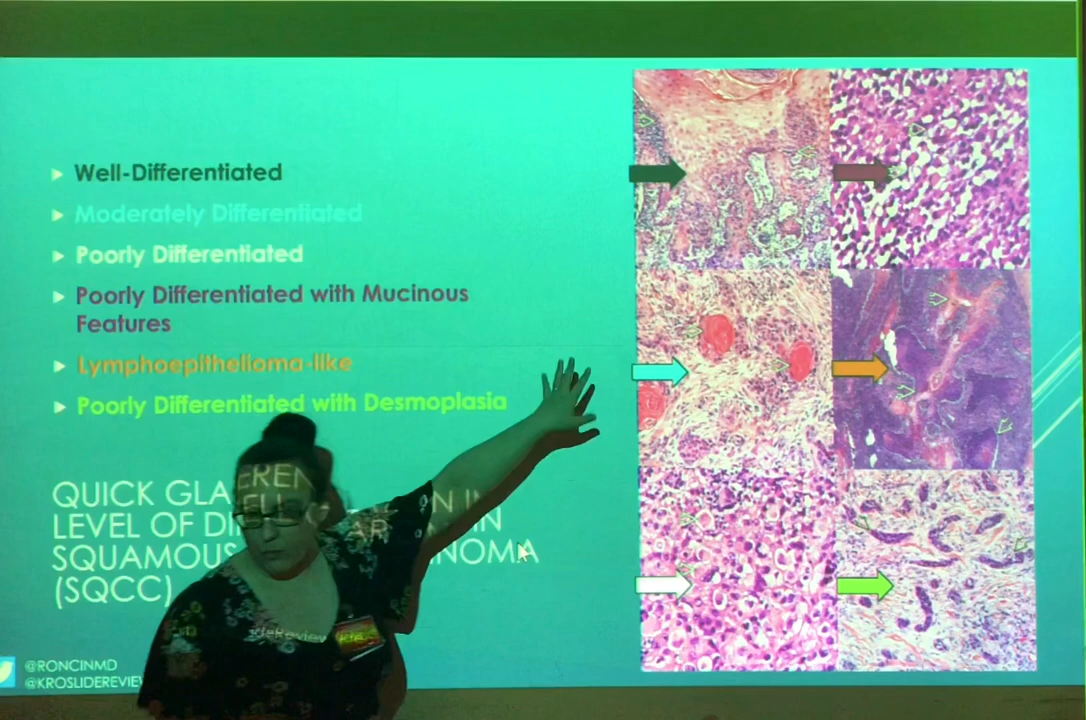 Well-Differentiated
Moderately Differentiated
Poorly Differentiated
Poorly Differentiated with Mucinous
Features
Lymphoepithelioma-like
Poorly Differentiated with Desmoplasia
QUICK GLA
LEVEL OF DI IN
SQUAMOUS
(SQCC)
@RONCINMD
@KROSLIDEREVIE